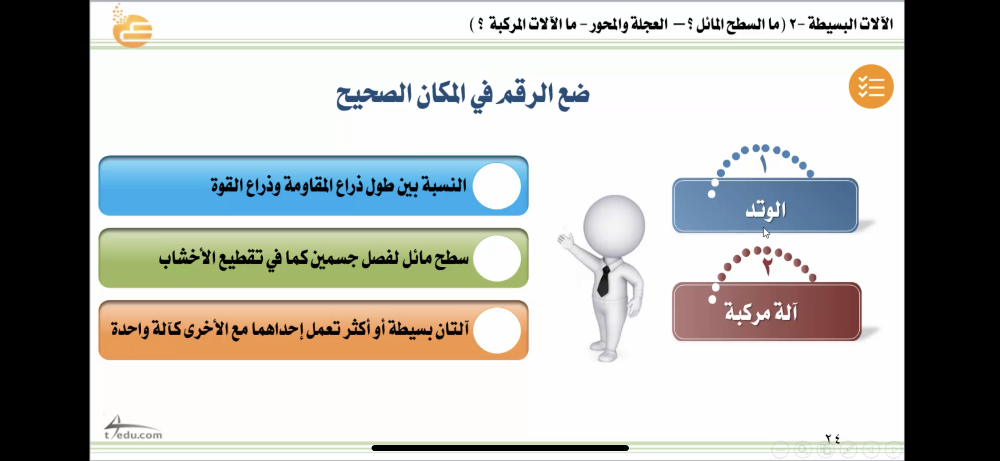 الآلات البسيطة -٢ (ما السطح المائل ؟ – العجلة والمحور - ما الآلات المركبة ؟ )
ضع الرقم في المكان الصحيح
١
الوتد
٢
آلة مركبة
النسبة بين طول ذراع المقاومة وذراع القوة
سطح مائل لفصل جسمين كما في تقطيع الأخشاب
آلتان بسيطة أو أكثر تعمل إحداهما مع الأخرى كآلة واحدة
t4edu.com
٢٤